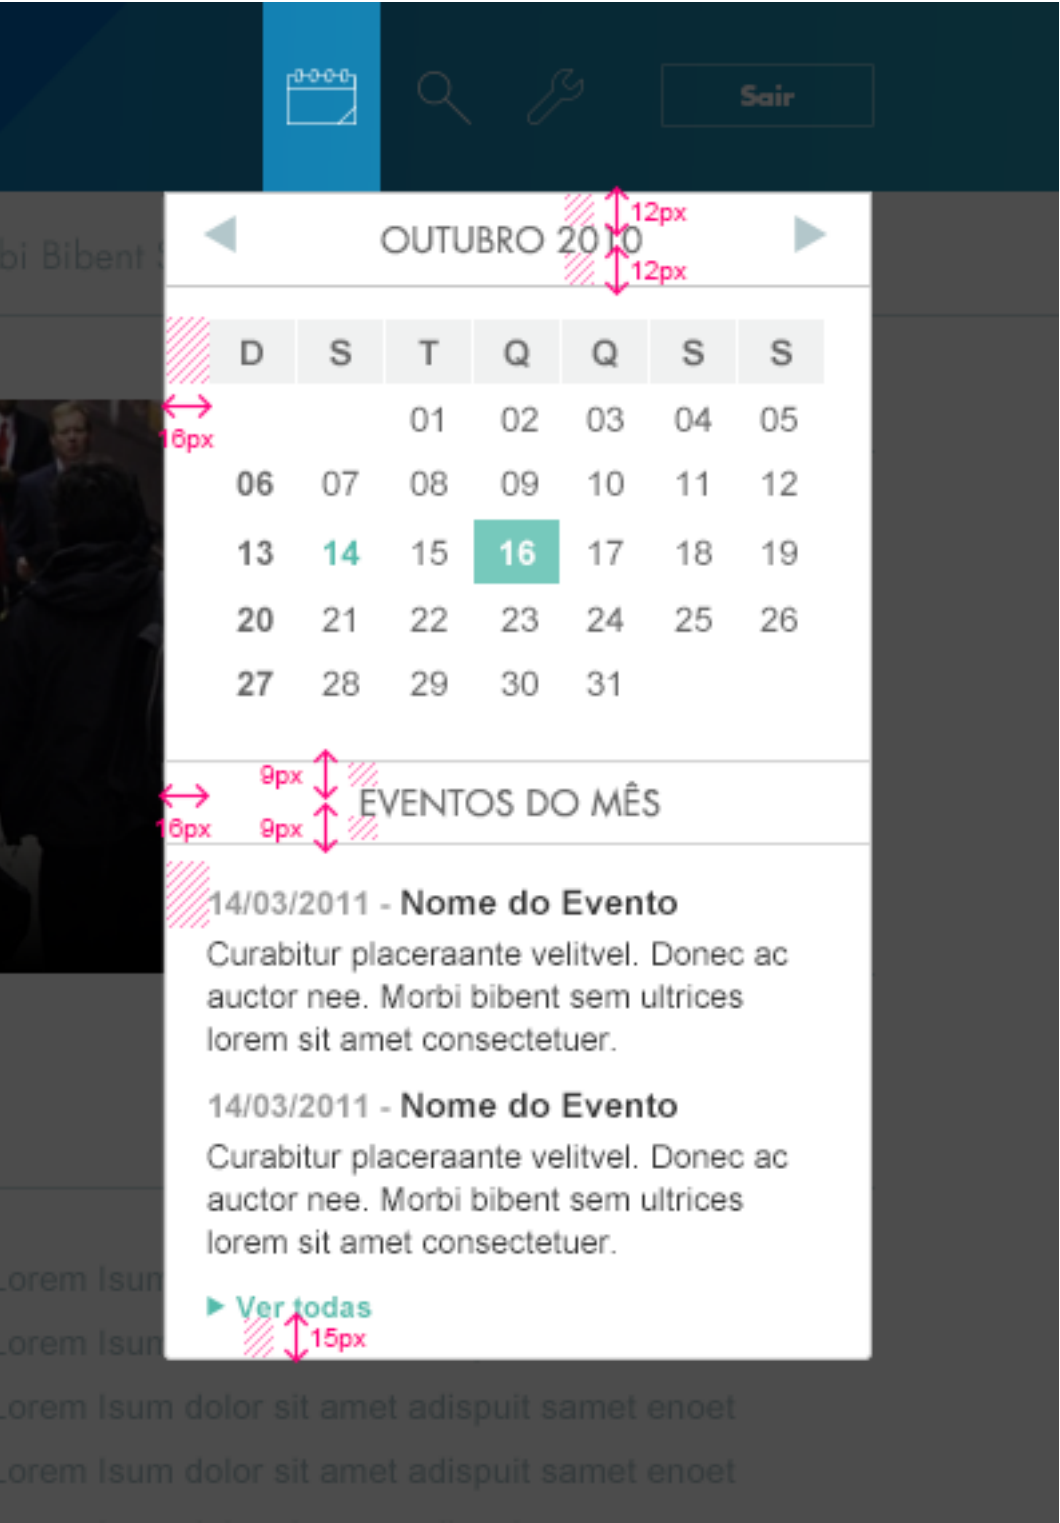 Sair
bi Bibent
12px
OUTUBRO 2010
12px
D S T Q Q S S
01 02 03 04 05
16px
06 07 08 09 10 11 12
13 14 15 16 17 18 19
20 21 22 23 24 25 26
27 28 29 30 31
9px
EVENTOS DO MÊS
16px 9px
14/03/2011 - Nome do Evento
Curabitur placeraante velitvel. Donec ac
auctor nee. Morbi bibent sem ultrices
lorem sit amet consectetuer.
14/03/2011 - Nome do Evento
Curabitur placeraante velitvel. Donec ac
auctor nee. Morbi bibent sem ultrices
lorem sit amet consectetuer.
Lorem Isum
Ver todas
15px
Lorem Isum dolor sit amet adispuit samet enoet
Lorem Isum dolor sit amet adispuit samet enoet